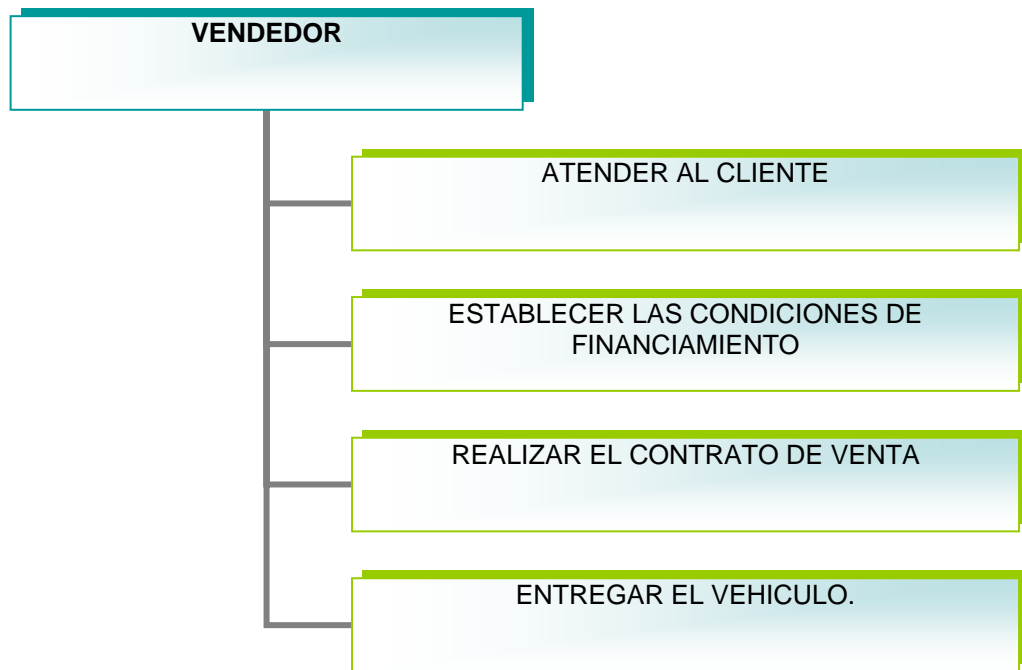 VENDEDOR
ATENDER AL CLIENTE
ESTABLECER LAS CONDICIONES DE
FINANCIAMIENTO
REALIZAR EL CONTRATO DE VENTA
ENTREGAR EL VEHICULO.